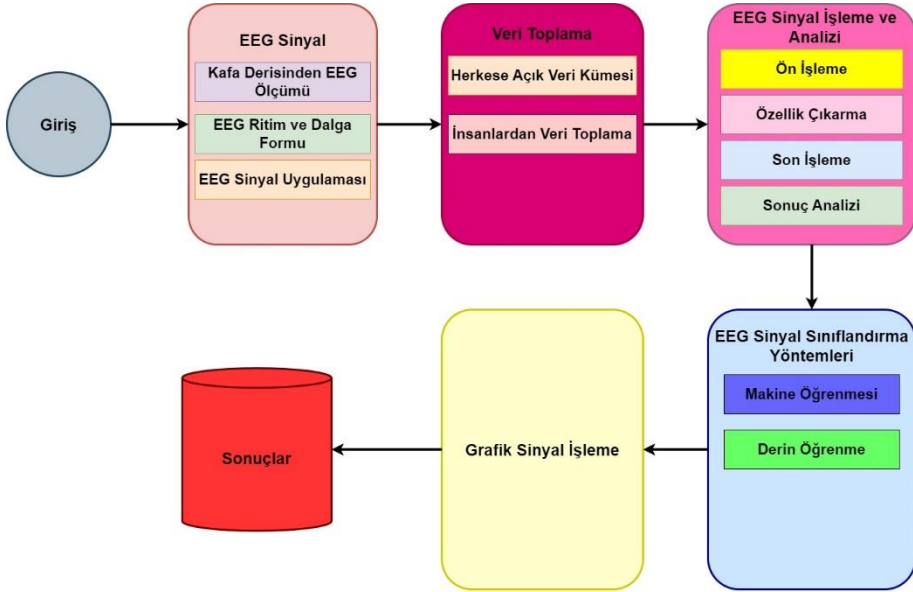 Giriş
EEG Sinyal
Kafa Derisinden EEG
Ölçümü
EEG Ritim ve Dalga
Formu
EEG Sinyal Uygulaması
Veri Toplama
Herkese Açık Veri Kümesi
İnsanlardan Veri Toplama
EEG Sinyal İşleme ve
Analizi
Ön İşleme
Özellik Çıkarma
Son İşleme
Sonuç Analizi
EEG Sinyal Sınıflandırma
Yöntemleri
Makine Öğrenmesi
Derin Öğrenme
Grafik Sinyal İşleme
Sonuçlar